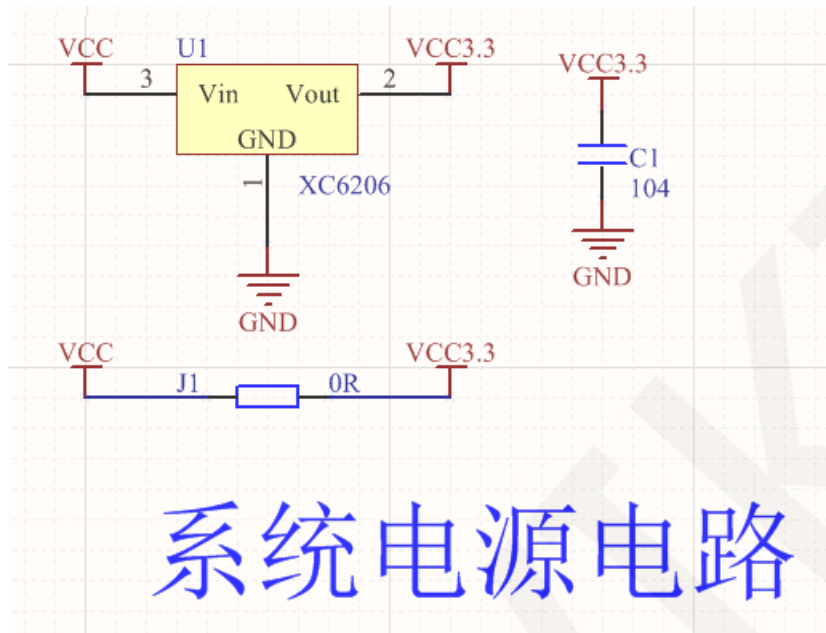 VCC
U1
VCC3.3
3
Vin
Vout
2
GND
1
XC6206
GND
VCC3.3
C1
104
GND
VCC
J1
0R
VCC3.3
系统电源电路